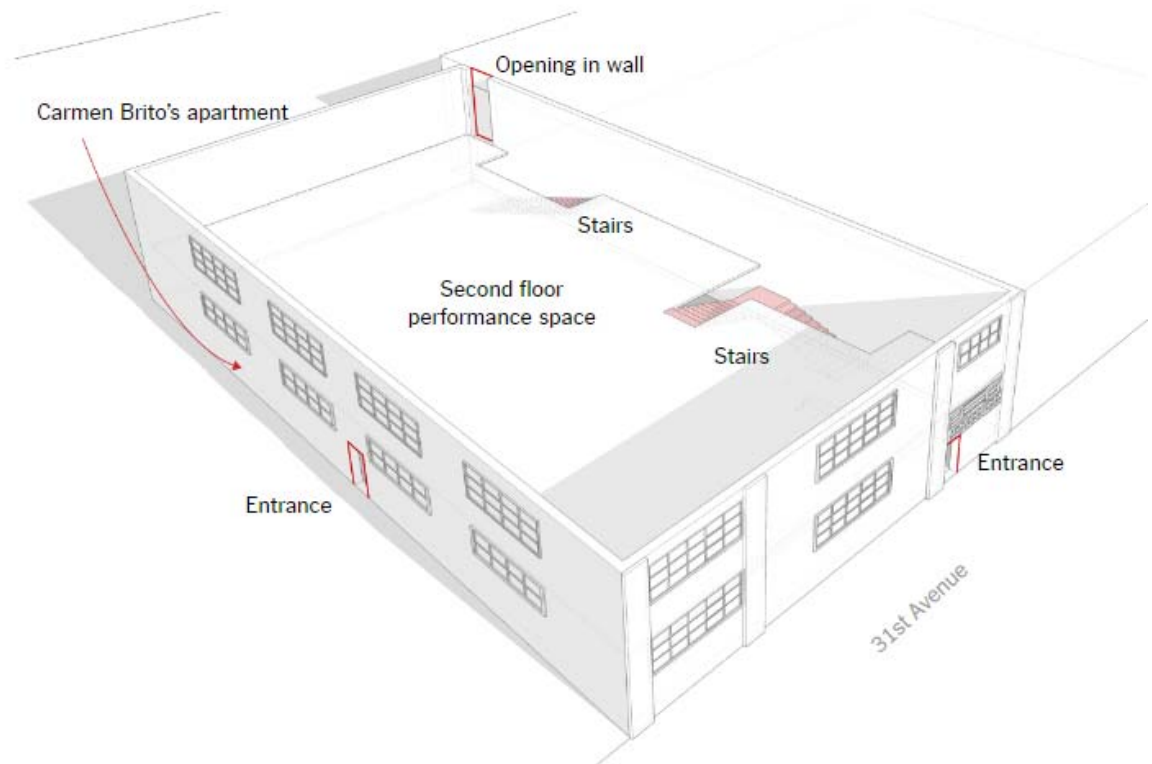 Opening in wall
Carmen Brito's apartment
Stairs
Second floor
performance space
Stairs
Entrance
Entrance
31st Avenue